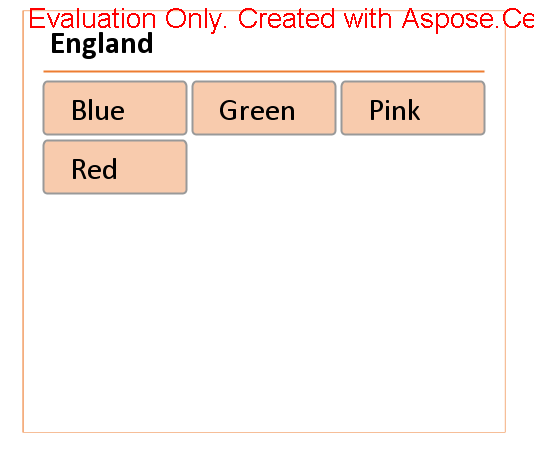 Evaluation Only. Created with Aspose.Ce
England
Blue Green Pink
Red